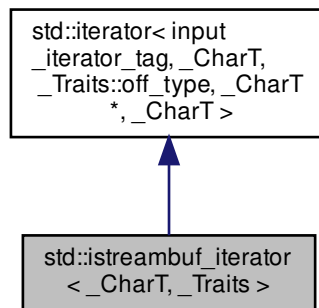 std::iterator< input
_iterator_tag, _CharT,
_Traits::off_type, _CharT
*, _CharT >
std::istreambuf_iterator
< _CharT, _Traits >